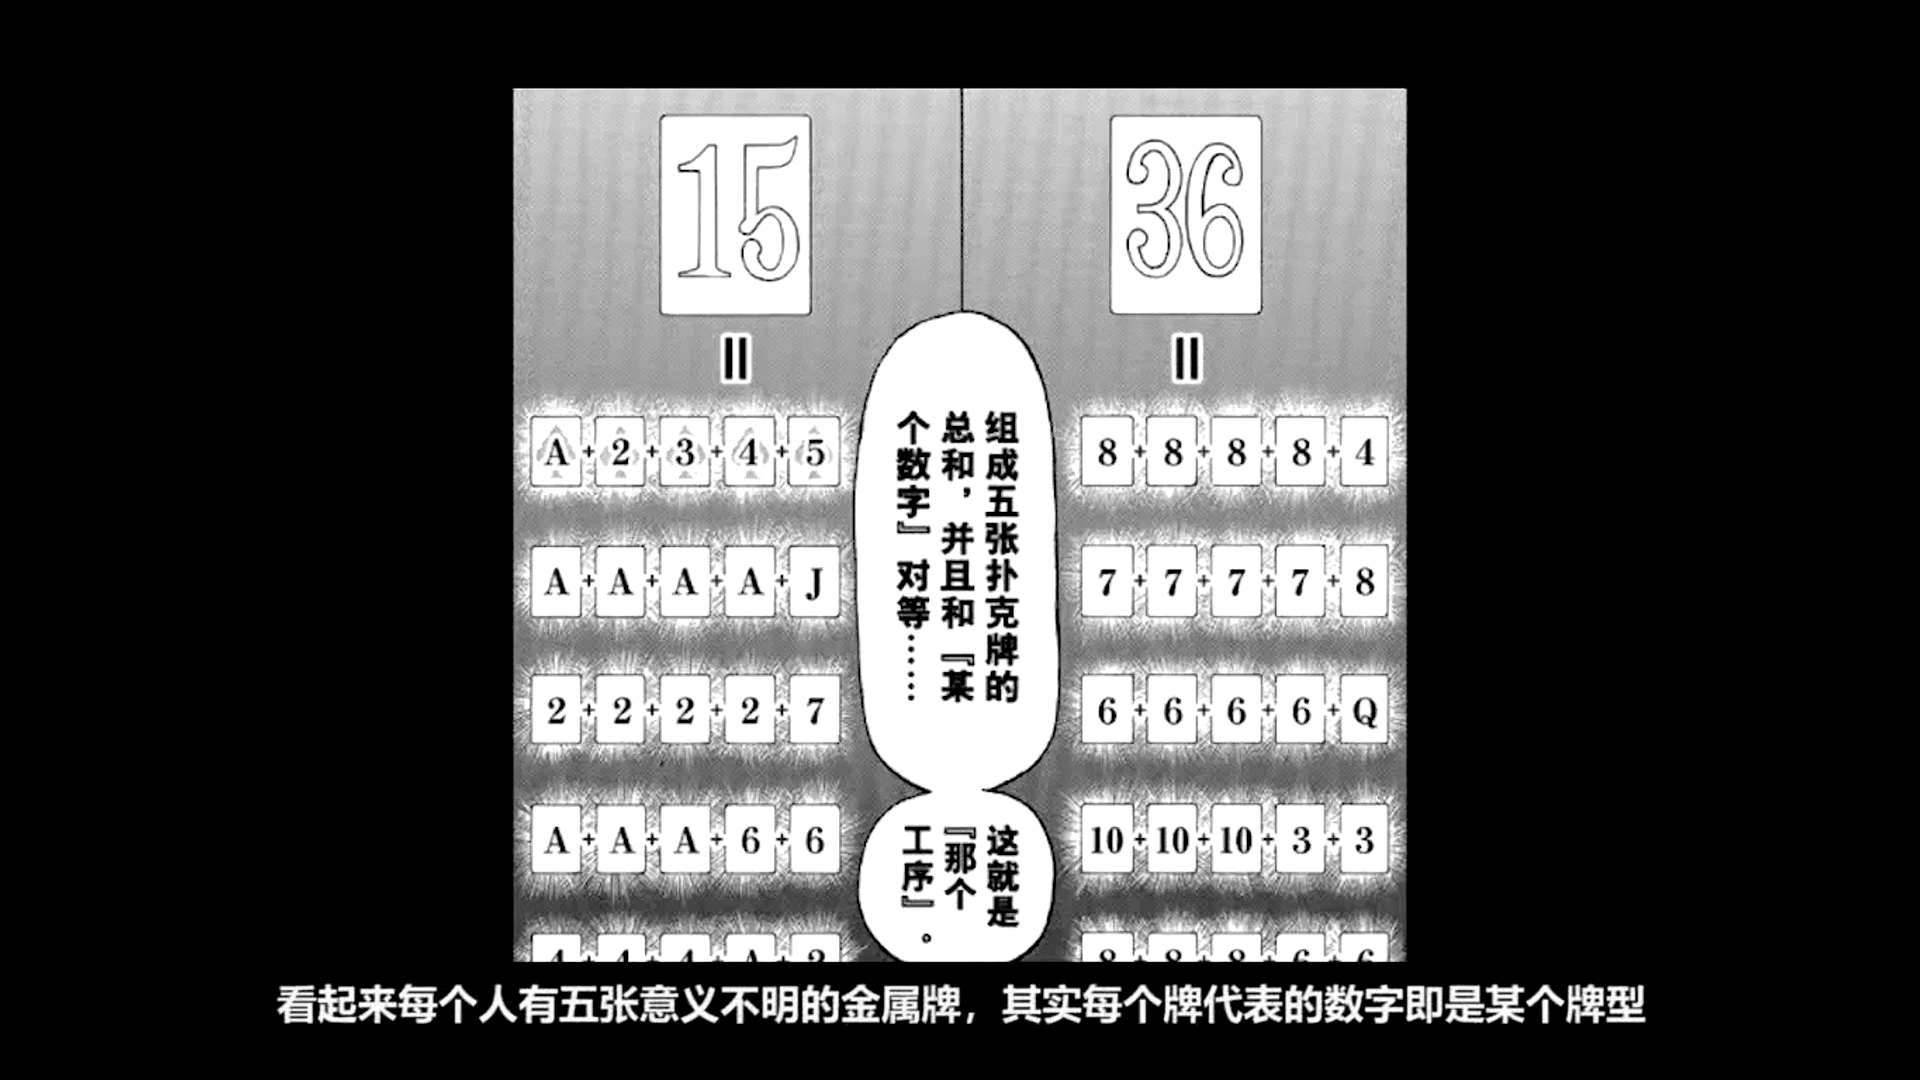 15
36
=
=
A+2+3+4+5
8+8+8+8+4
A+A+A+A+J
7+7+7+7+8
2+2+2+2+7
6+6+6+6+Q
A+A+A+6+6
10+10+10+3+3
组成五张扑克牌的
总和，并且和『某
个数字』对等……
这就是
『那个
工序』。
看起来每个人有五张意义不明的金属牌，其实每个牌代表的数字即是某个牌型